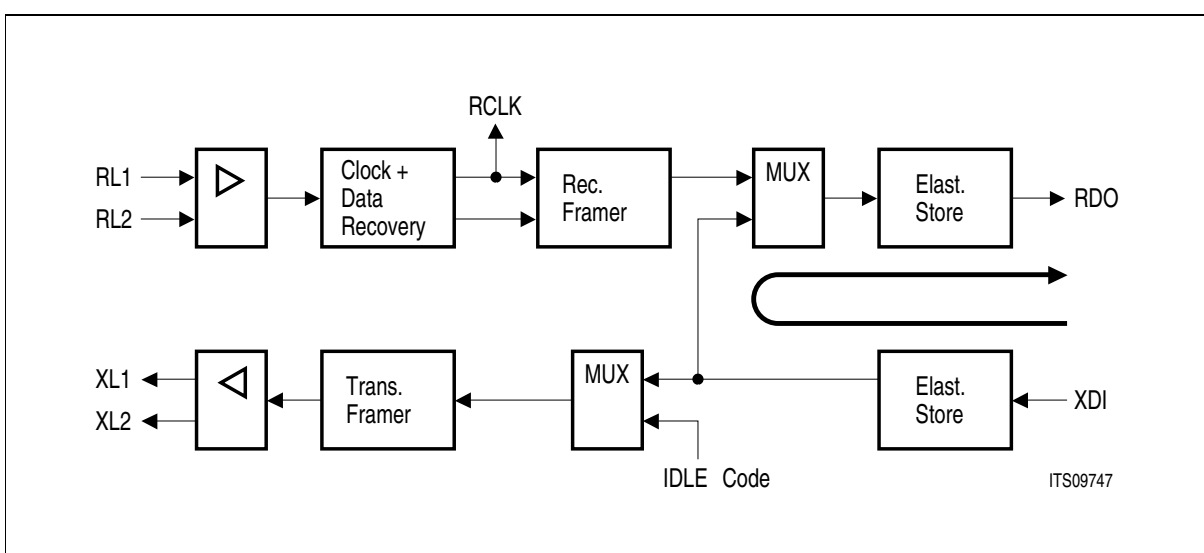 RCLK
RL1
RL2
Clock +
Data
Recovery
Rec.
Framer
MUX
Elast.
Store
RDO
XL1
XL2
Trans.
Framer
MUX
Elast.
Store
XDI
IDLE Code
ITS09747